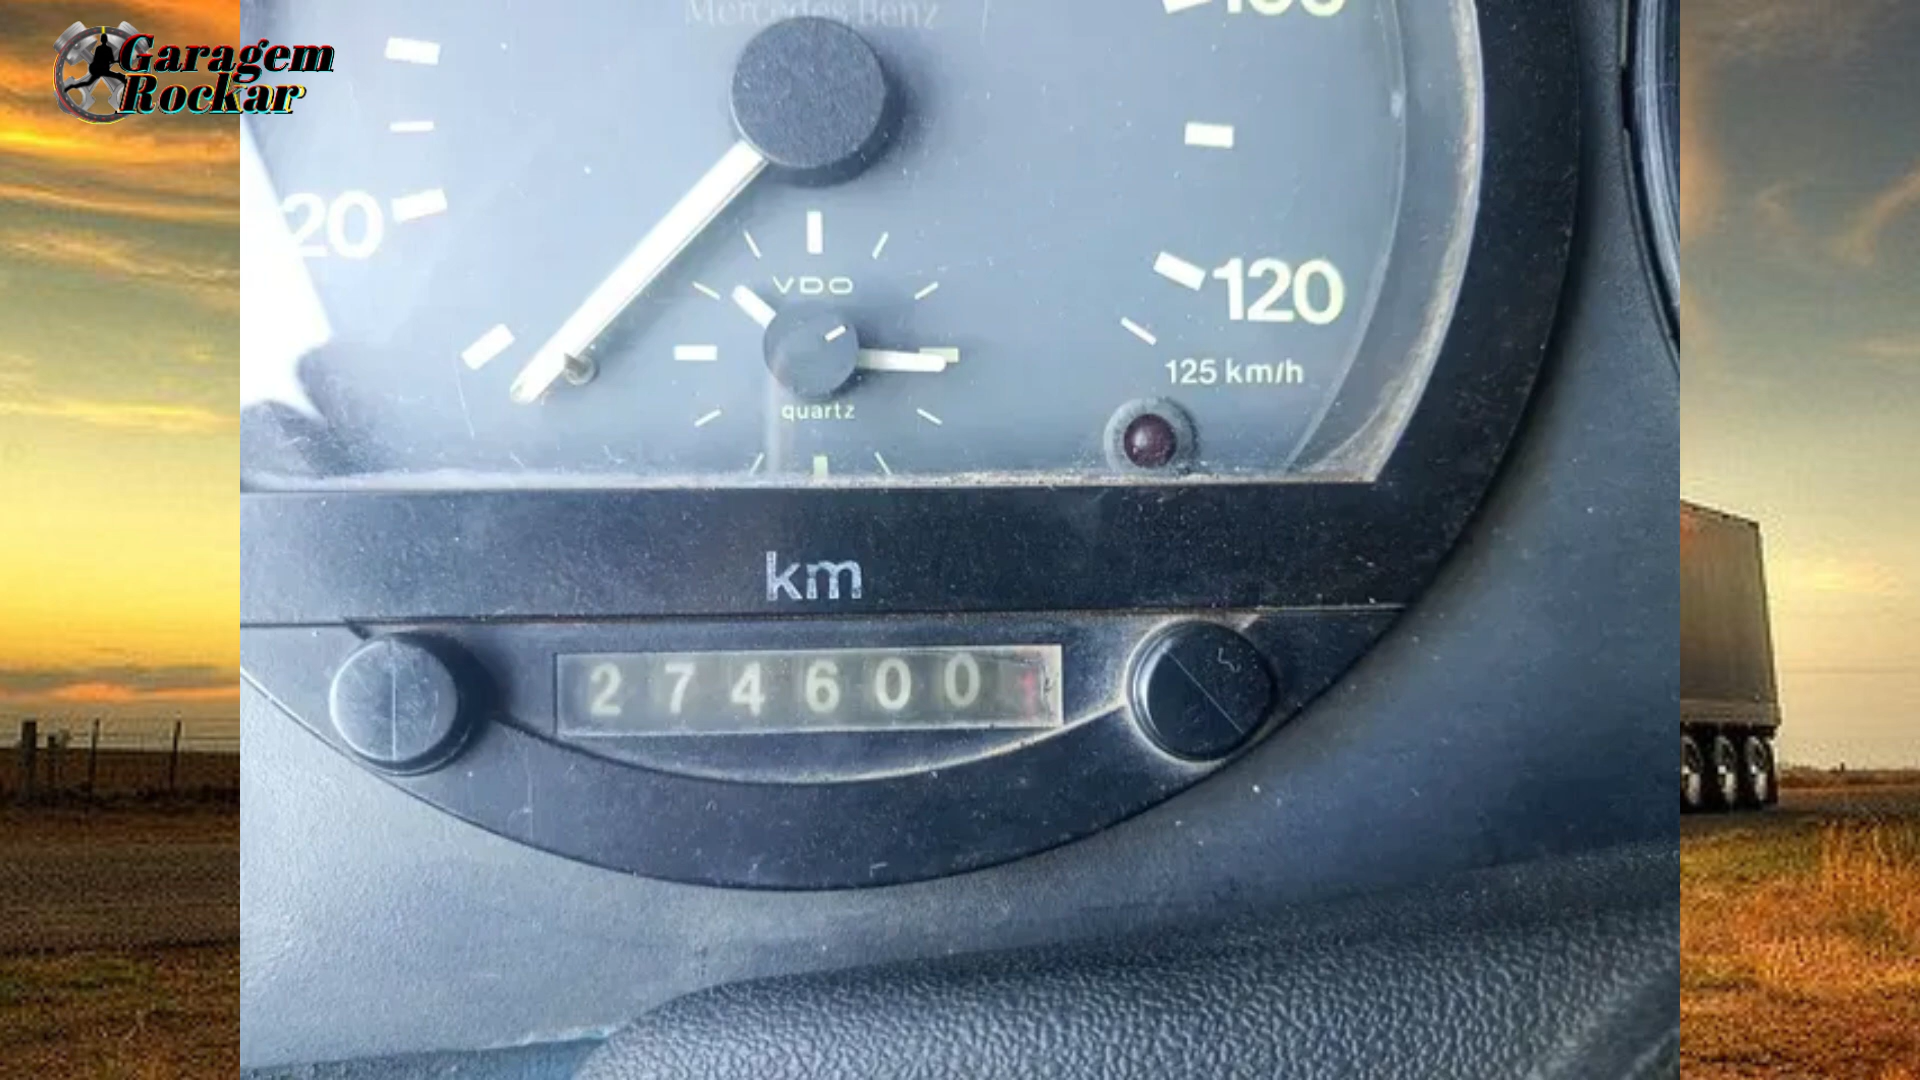 Garagem
Rockar
Mercedes-Benz
20
VDO
120
125 km/h
quartz
km
274600